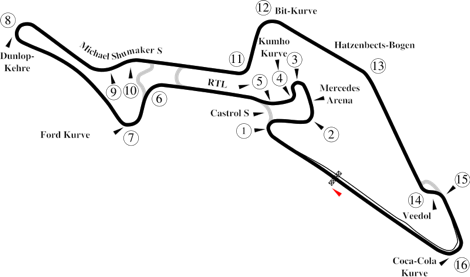 12
Bit-Kurve
8
Michael Shumaker S
Kumho
Kurve
3
Hatzenbects-Bogen
Dunlop-
Kehre
11
13
9
10
RTL
5
4
Mercedes
Arena
6
Castrol S
Ford Kurve
7
1
2
15
14
Veedol
Coca-Cola
Kurve
16